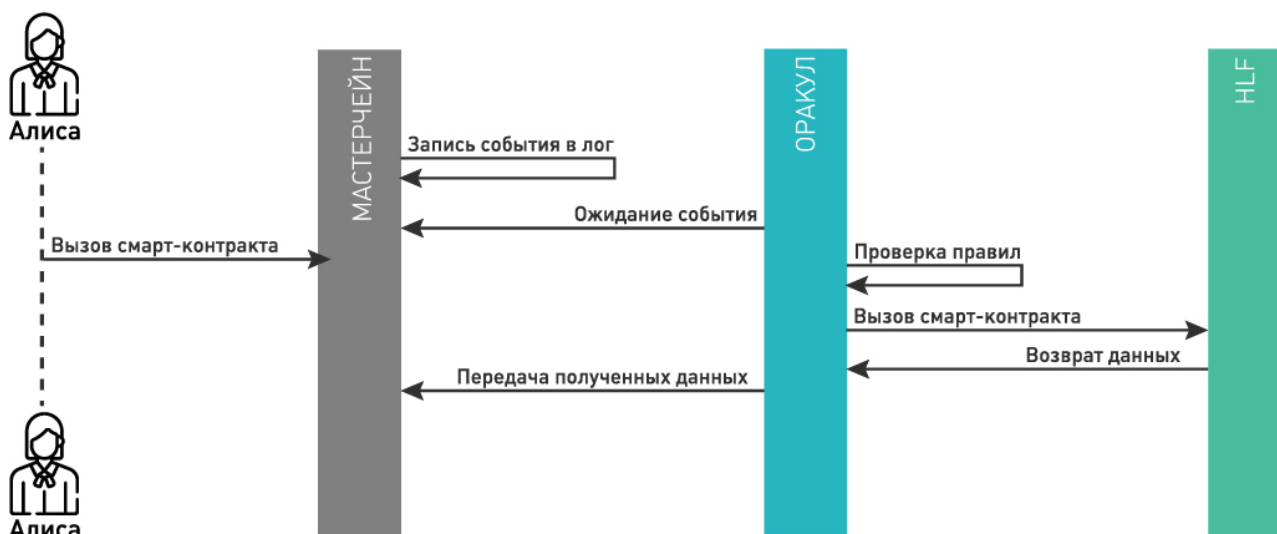 Алиса
МАСТЕРЧЕЙН
ОРАКУЛ
HLF
Запись события в лог
Ожидание события
Вызов смарт-контракта
Проверка правил
Вызов смарт-контракта
Возврат данных
Передача полученных данных
Алиса